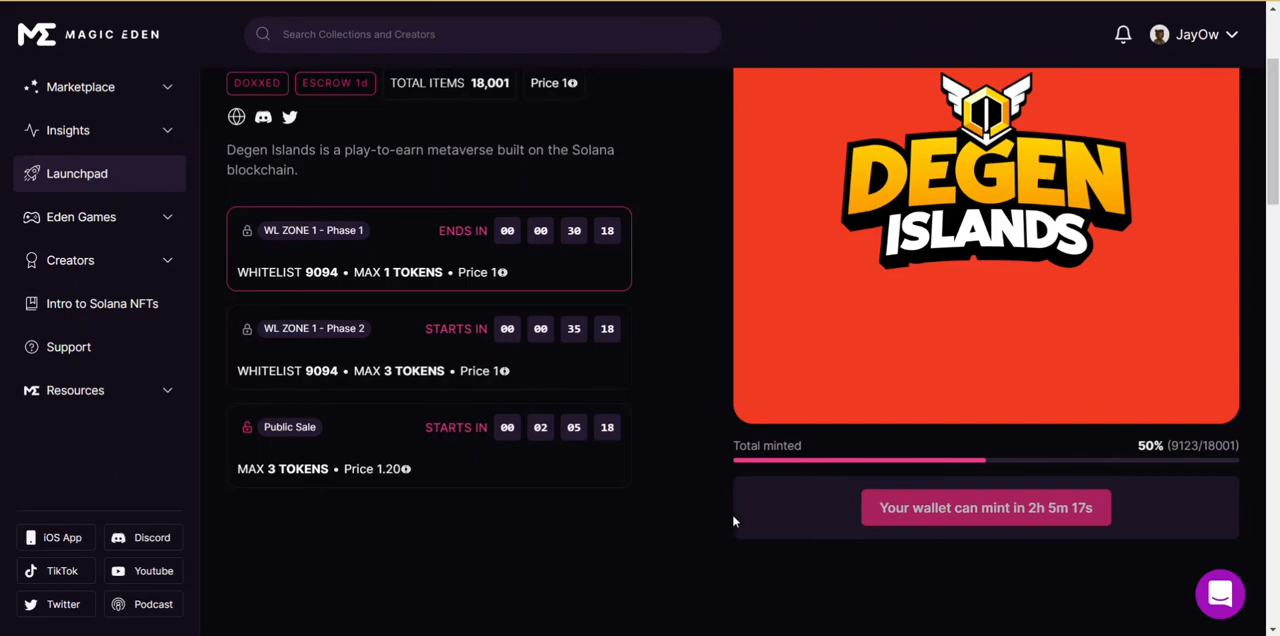 MAGIC EDEN
Search Collections and Creators
JayOw
Marketplace
Insights
Launchpad
Eden Games
Creators
Intro to Solana NFTs
Support
Resources
iOS App
Discord
TikTok
Youtube
Twitter
Podcast
DOXXED
ESCROW 1d
TOTAL ITEMS 18,001
Price 1
Degen Islands is a play-to-earn metaverse built on the Solana
blockchain.
WL ZONE 1 - Phase 1
ENDS IN 00 00 30 18
WHITELIST 9094 • MAX 1 TOKENS • Price 1
WL ZONE 1 - Phase 2
STARTS IN 00 00 35 18
WHITELIST 9094 • MAX 3 TOKENS • Price 1
Public Sale
STARTS IN 00 02 05 18
MAX 3 TOKENS • Price 1.20
DEGEN
ISLANDS
Total minted
50% (9123/18001)
Your wallet can mint in 2h 5m 17s